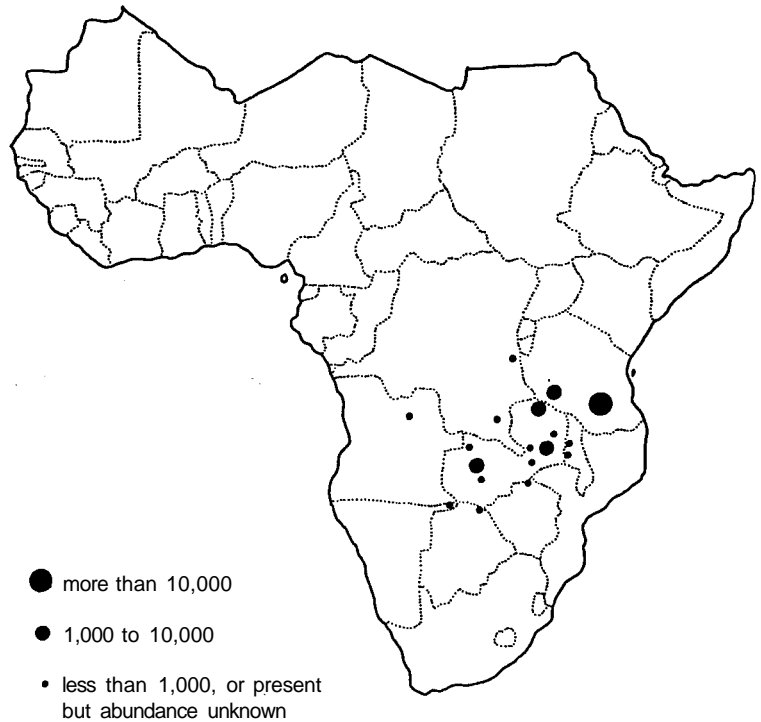 more than 10,000
1,000 to 10,000
less than 1,000, or present
but abundance unknown